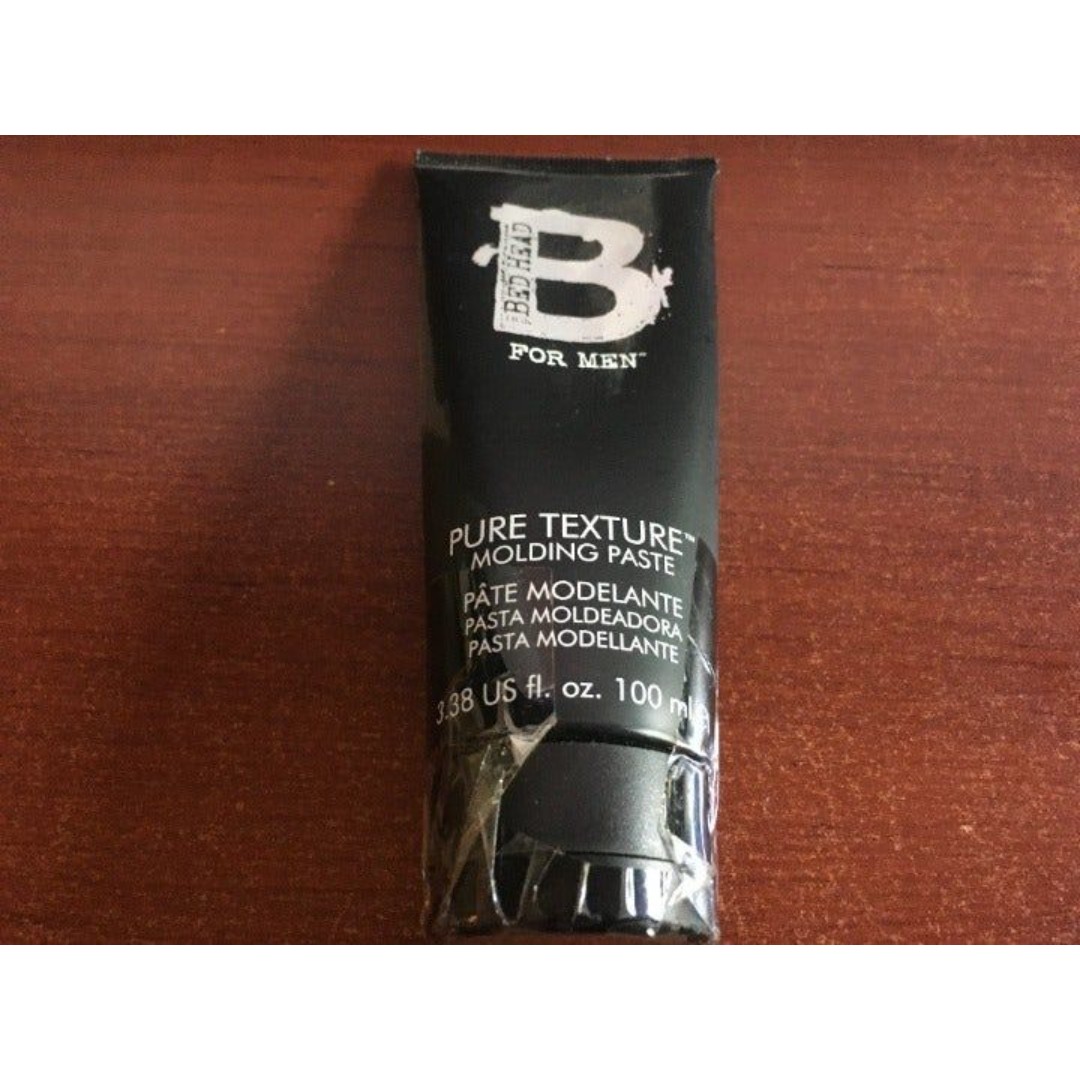 B
BED HEAD
FOR MEN™
PURE TEXTURE™
MOLDING PASTE
PÂTE MODELANTE
PASTA MOLDEADORA
PASTA MODELLANTE
3.38 US fl. oz. 100 ml e